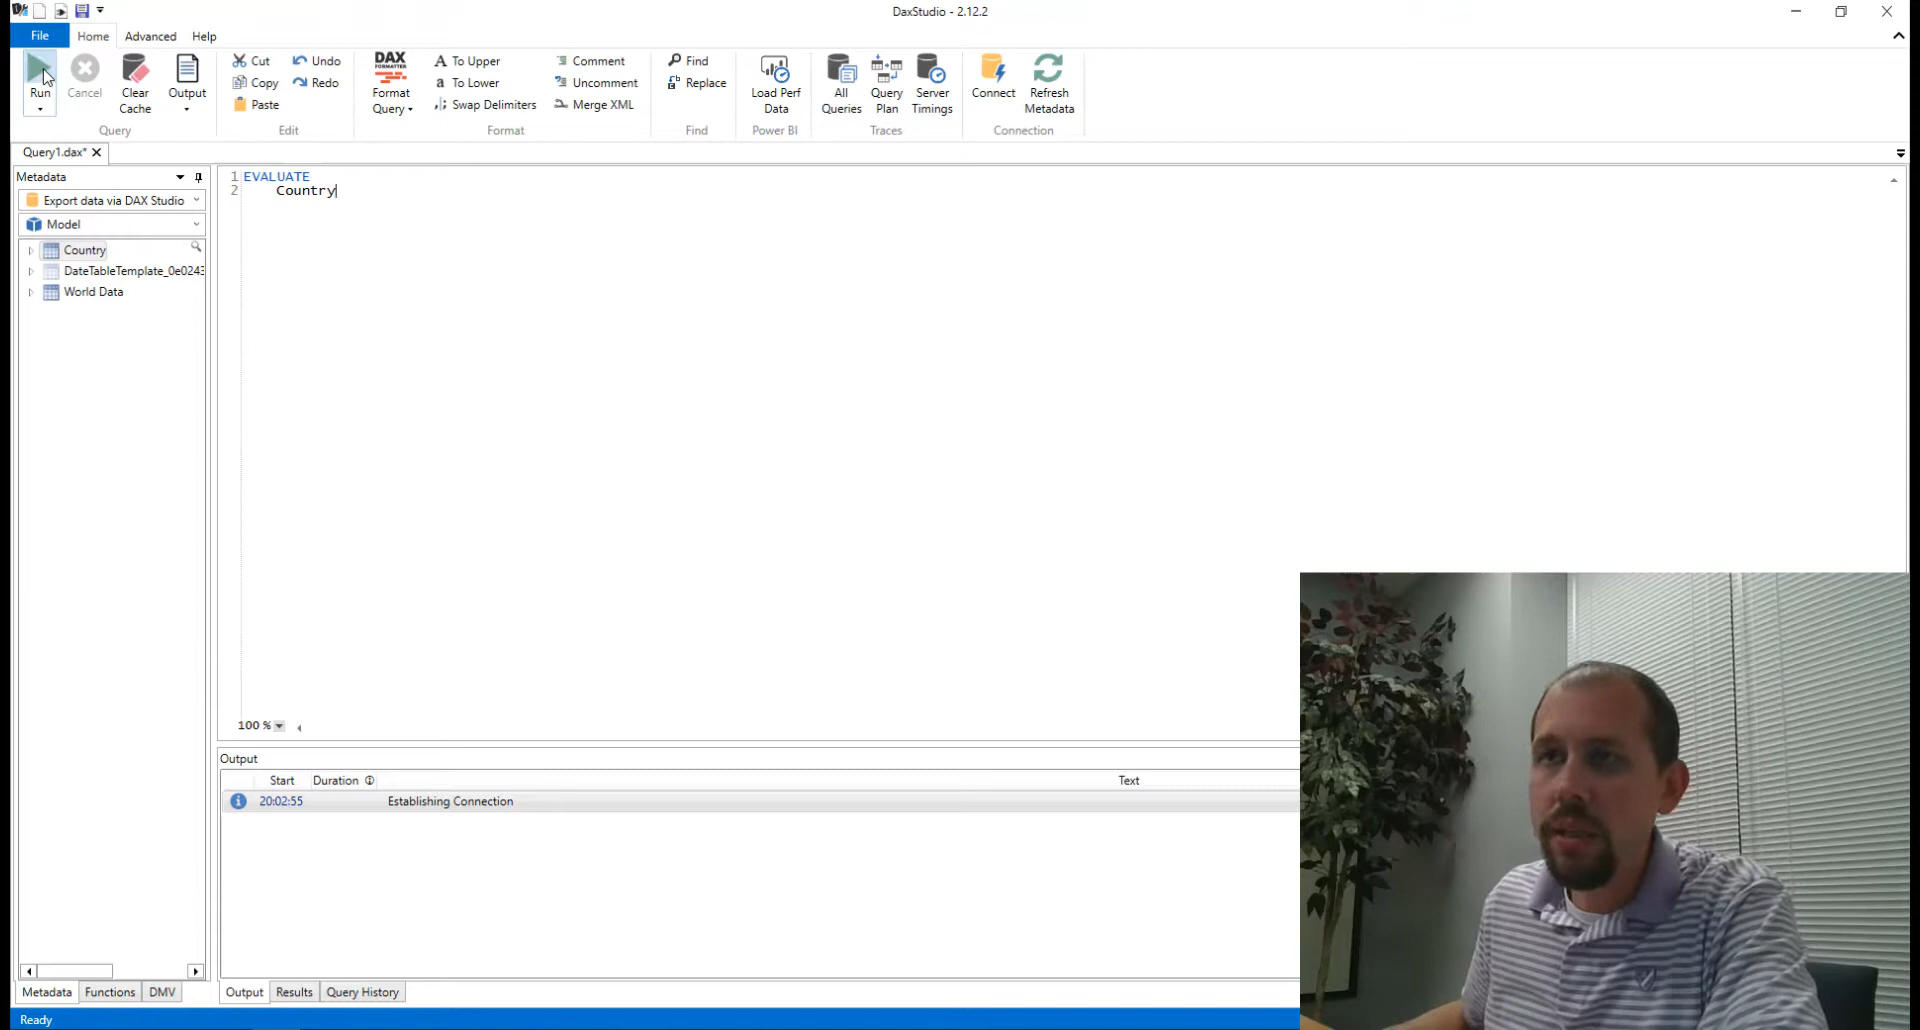 DaxStudio - 2.12.2
File Home Advanced Help
Run
Cancel
Clear Cache
Output
Query
Cut
Copy
Paste
Undo
Redo
Edit
DAX FORMATTER
Format Query
To Upper
To Lower
Swap Delimiters
Comment
Uncomment
Merge XML
Format
Find
Replace
Find
Load Perf Data
Power BI
All Queries
Query Plan
Server Timings
Traces
Connect
Refresh Metadata
Connection
Query1.dax*
Metadata
Export data via DAX Studio
Model
Country
DateTableTemplate_0e0243
World Data
1 EVALUATE
2 Country
100 %
Output
Start Duration Text
20:02:55 Establishing Connection
Metadata Functions DMV
Output Results Query History
Ready